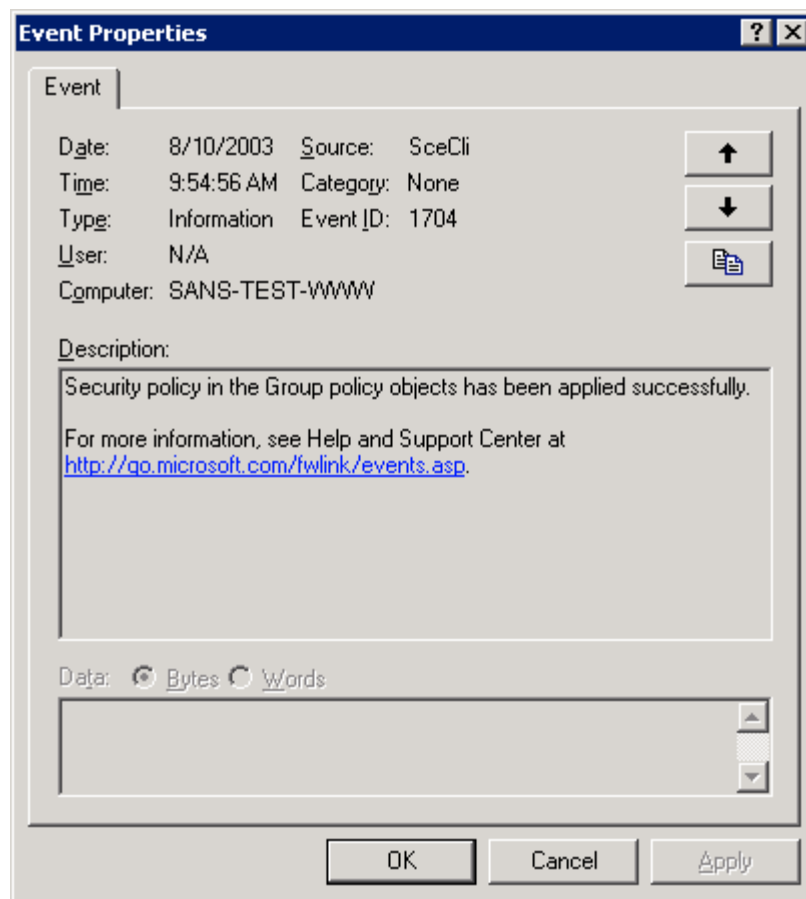 Event Properties
Event
Date: 8/10/2003 Source: SceCli
Time: 9:54:56 AM Category: None
Type: Information Event ID: 1704
User: N/A
Computer: SANS-TEST-WWW
Description:
Security policy in the Group policy objects has been applied successfully.
For more information, see Help and Support Center at
http://go.microsoft.com/fwlink/events.asp.
Data: Bytes Words
OK Cancel Apply